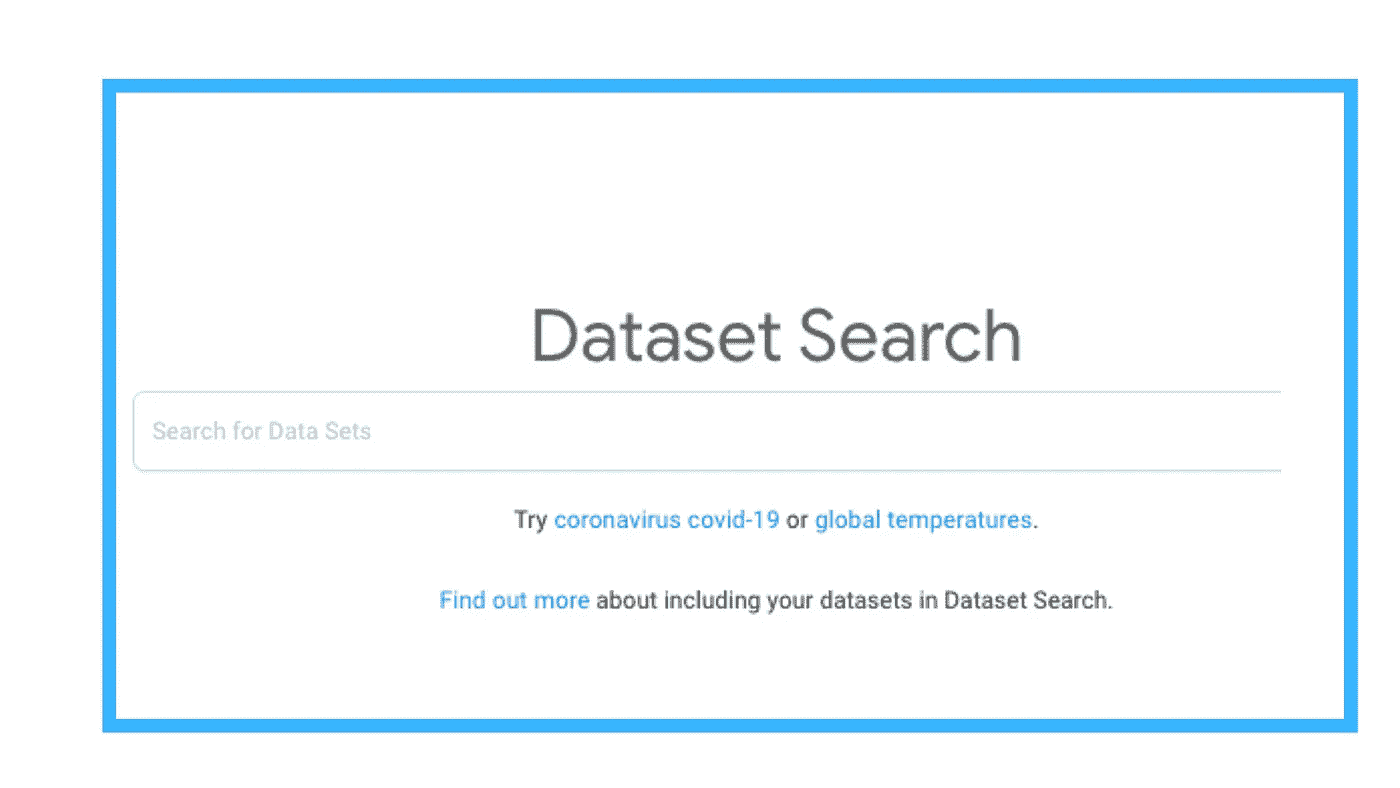 Dataset Search
Search for Data Sets
Try coronavirus covid-19 or global temperatures.
Find out more about including your datasets in Dataset Search.